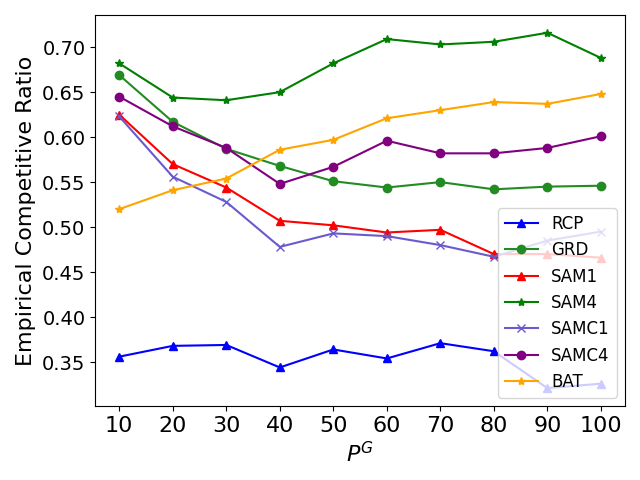 0.70
0.65
0.60
0.55
0.50
0.45
0.40
0.35
Empirical Competitive Ratio
10 20 30 40 50 60 70 80 90 100
P^G
RCP
GRD
SAM1
SAM4
SAMC1
SAMC4
BAT